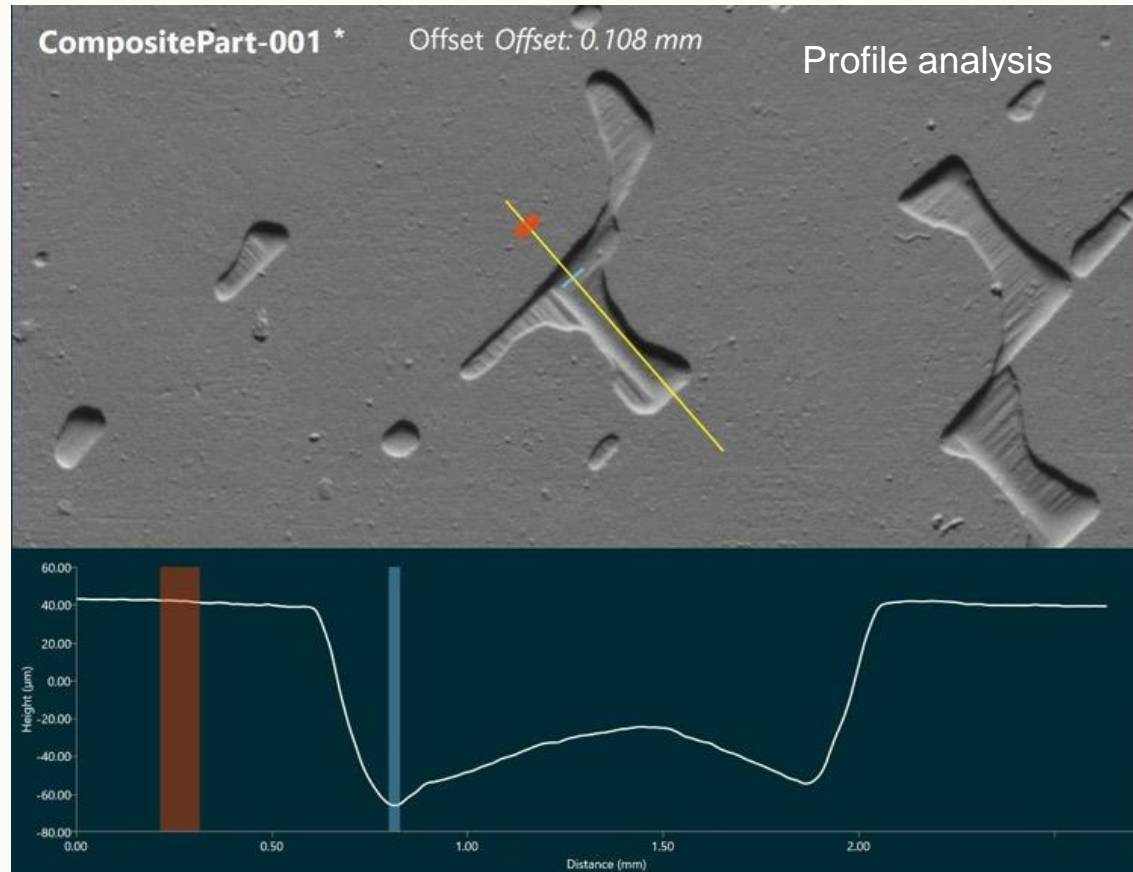 CompositePart-001 *
Offset Offset: 0.108 mm
Profile analysis
60.00
40.00
20.00
0.00
-20.00
-40.00
-60.00
-80.00
Height (µm)
0.00
0.50
1.00
1.50
2.00
Distance (mm)